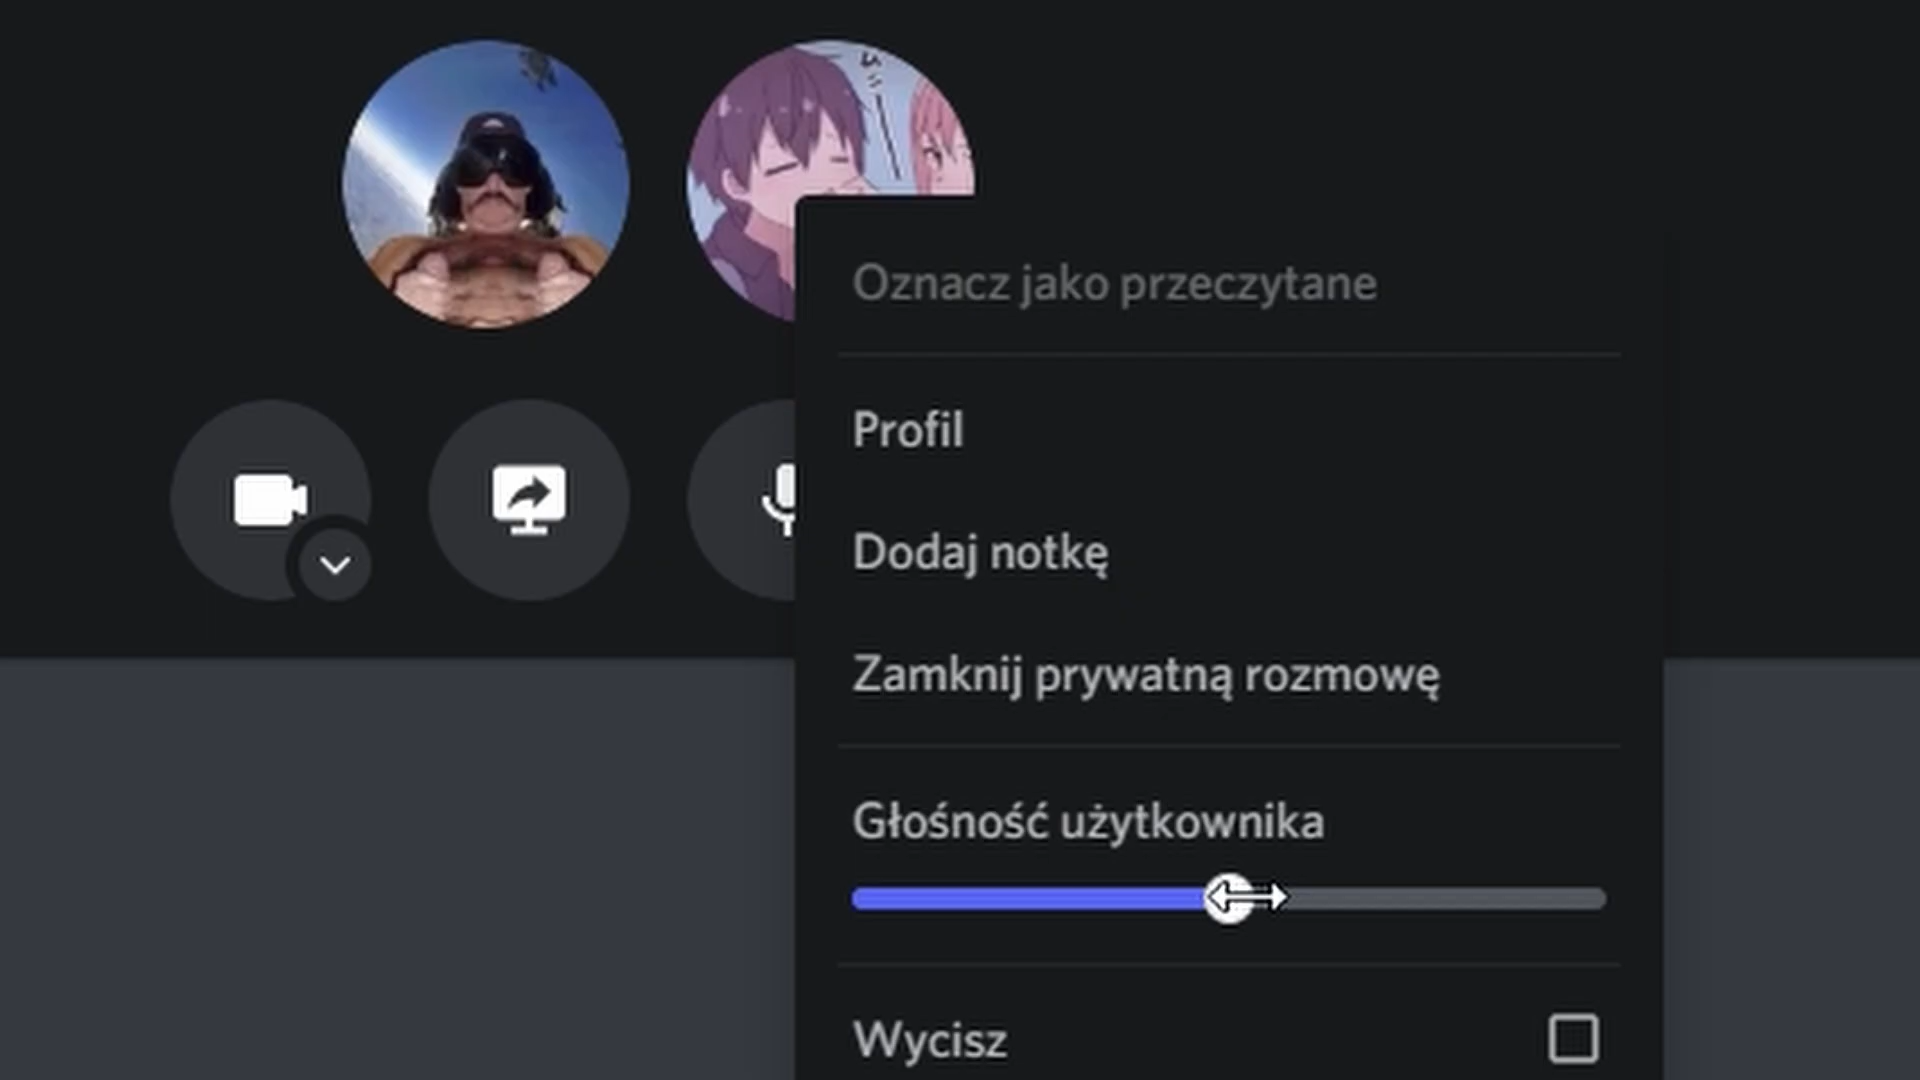 Oznacz jako przeczytane
Profil
Dodaj notkę
Zamknij prywatną rozmowę
Głośność użytkownika
Wycisz